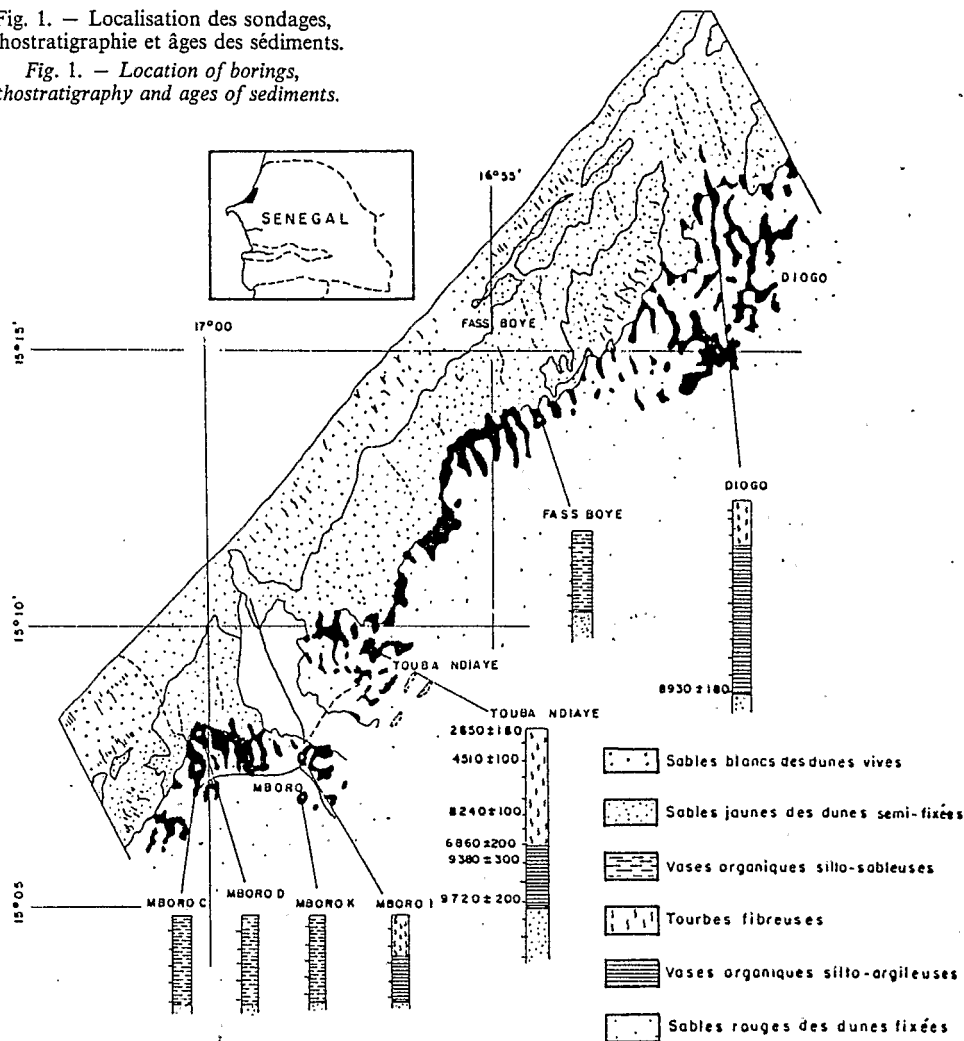 Fig. 1. — Localisation des sondages,
hostratigraphie et âges des sédiments.
Fig. 1. — Location of borings,
thostratigraphy and ages of sediments.
SENEGAL
16°55'
17°00
15°15'
15°10'
15°05
DIOGO
FASS BOYE
DIOGO
FASS BOYE
8930±180
TOUBA NDIAYE
TOUBA NDIAYE
2850±180
4510±100
8240±100
6860±200
9380±300
9720±200
MBORO
MBORO C
MBORO D
MBORO K
MBORO I
Sables blancs des dunes vives
Sables jaunes des dunes semi-fixées
Vases organiques silto-sableuses
Tourbes fibreuses
Vases organiques silto-argileuses
Sables rouges des dunes fixées